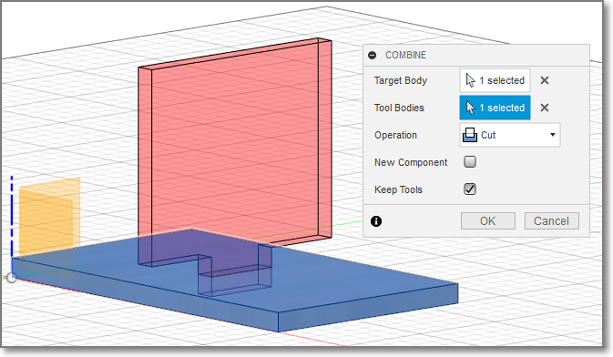 COMBINE
Target Body 1 selected
Tool Bodies 1 selected
Operation Cut
New Component
Keep Tools
OK Cancel